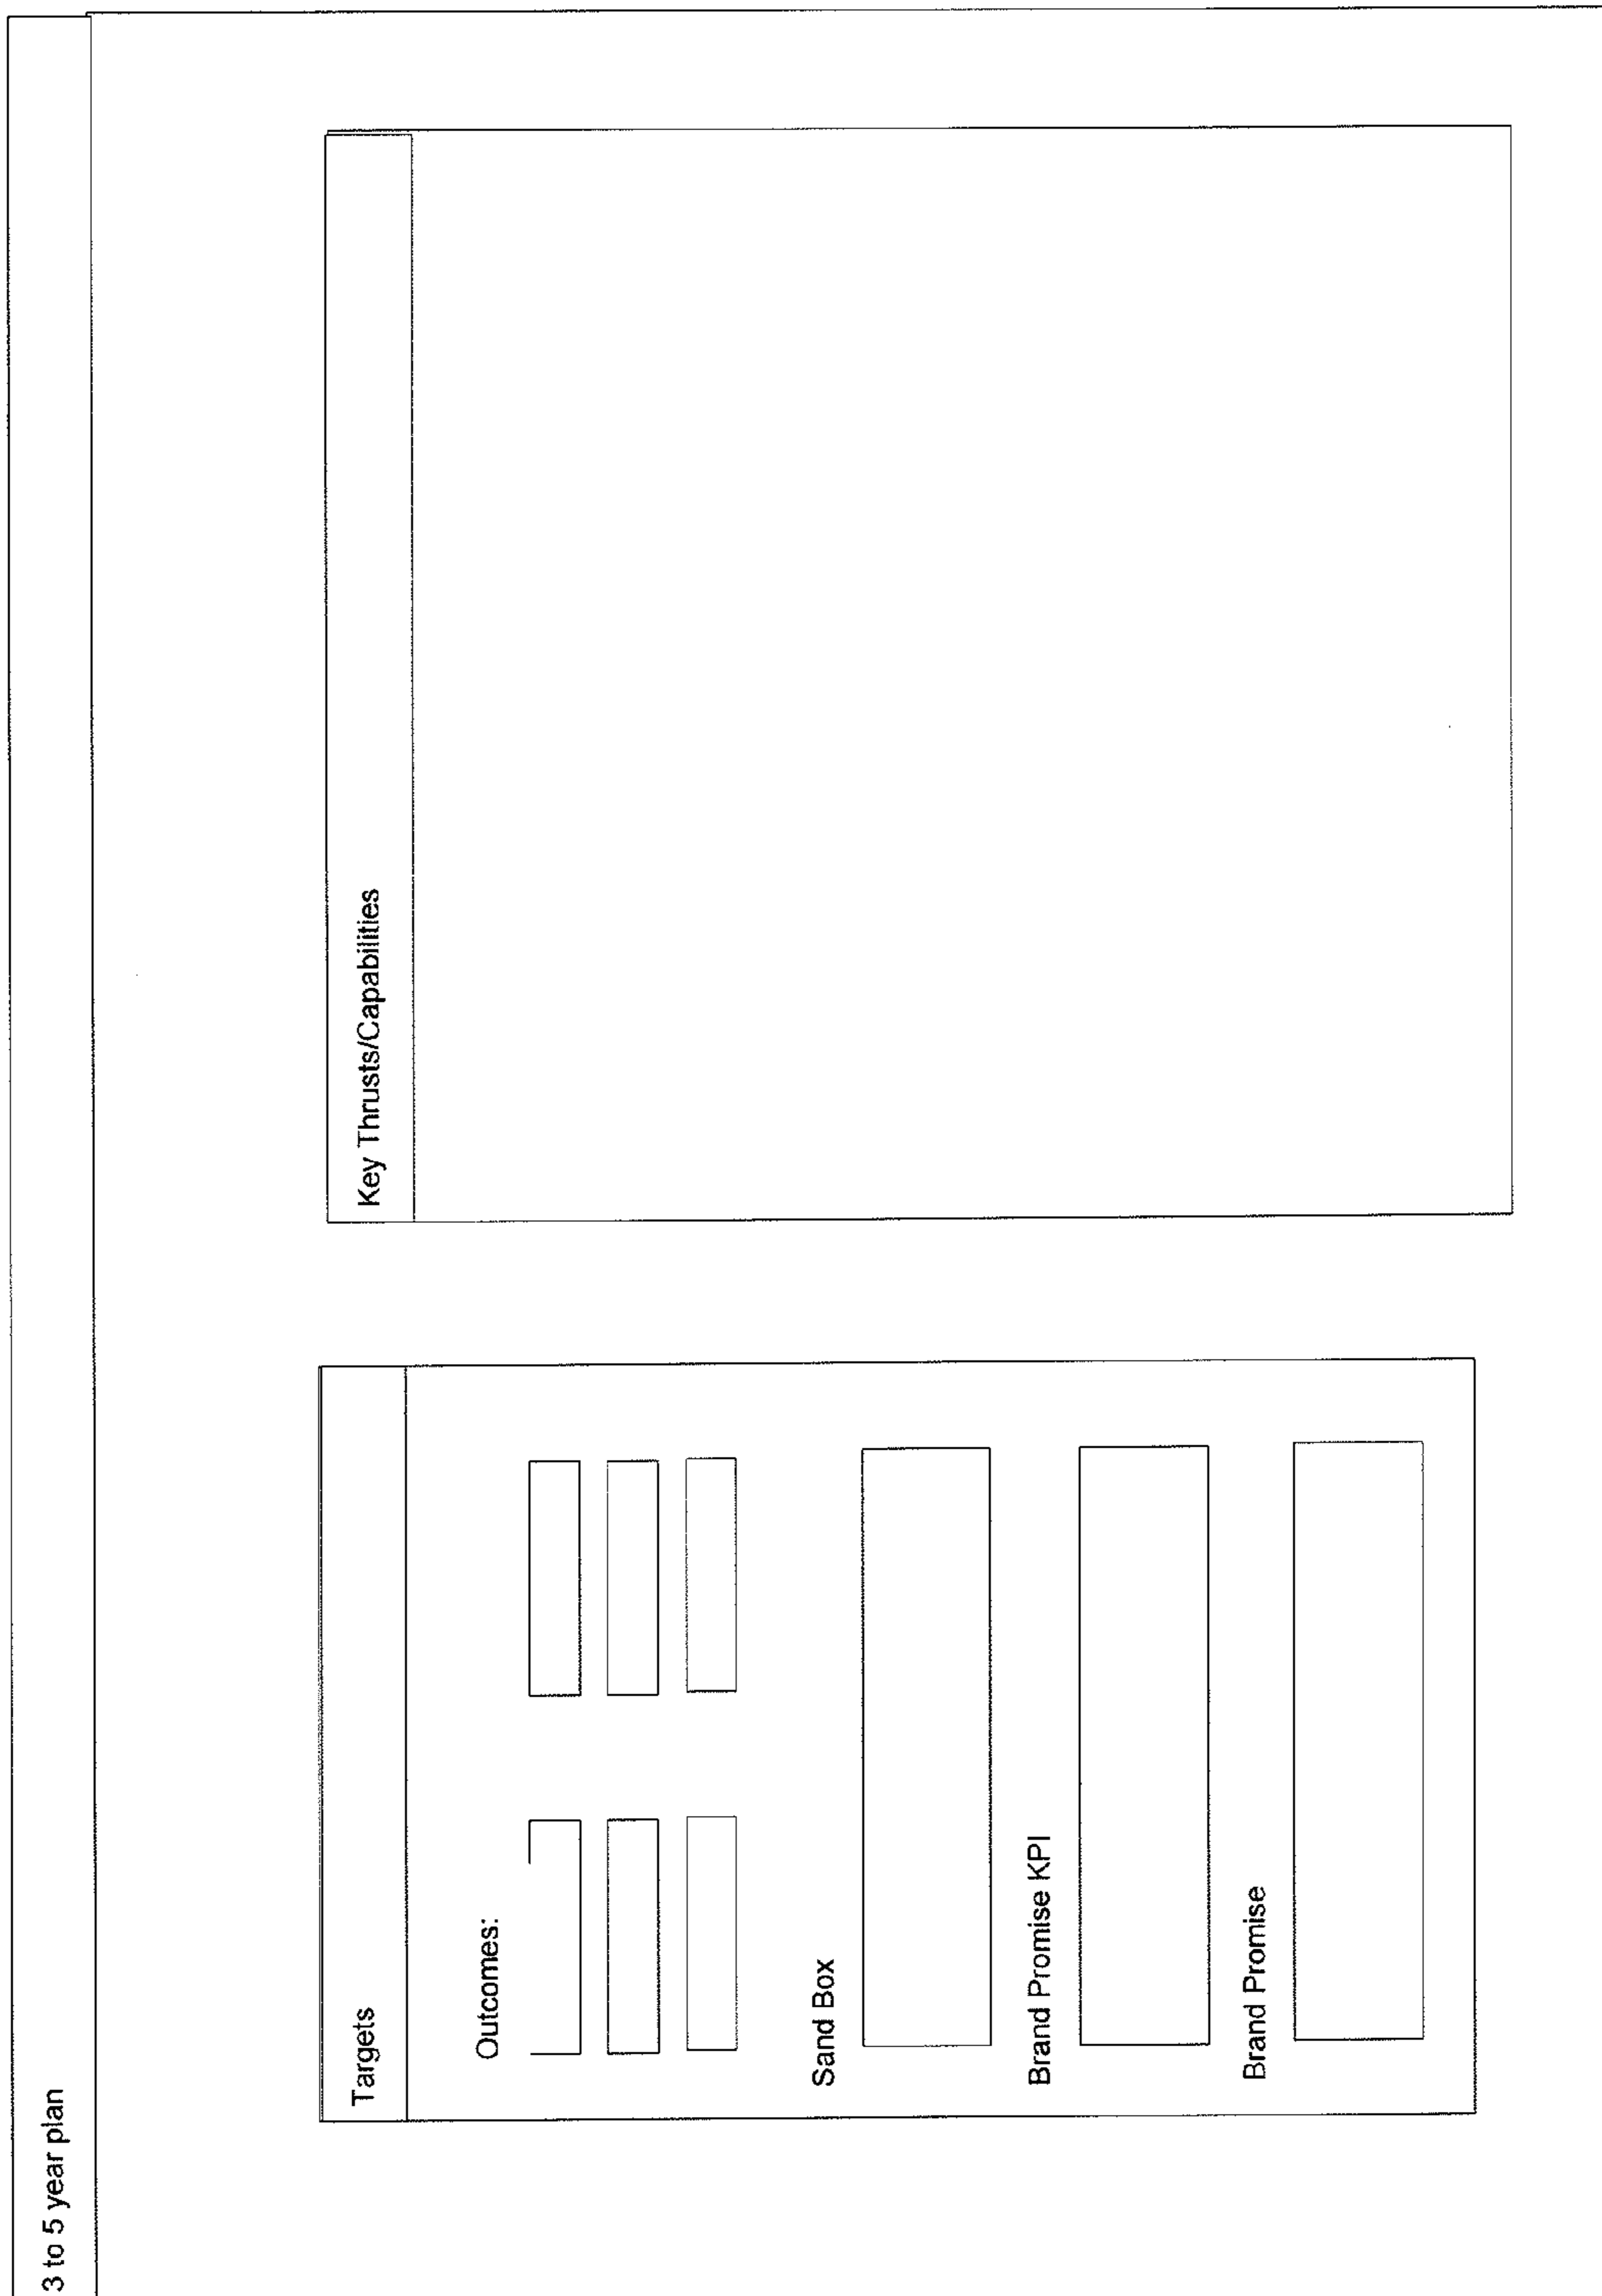 3 to 5 year plan
Targets
Outcomes:
Sand Box
Brand Promise KPI
Brand Promise
Key Thrusts/Capabilities